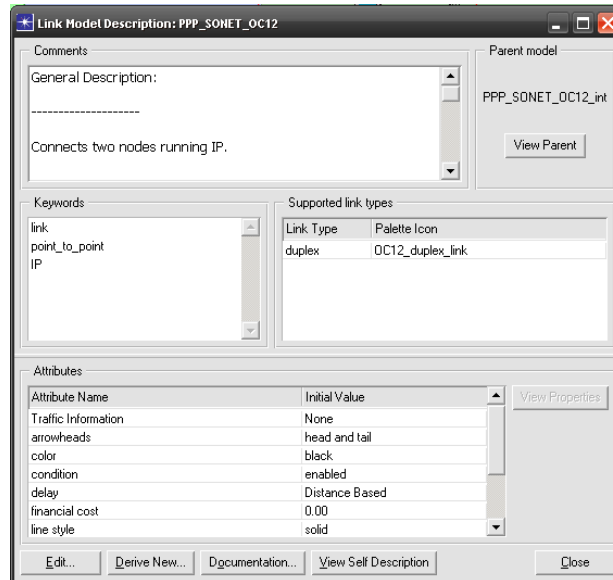 Link Model Description: PPP_SONET_OC12
Comments
General Description:
--------------------
Connects two nodes running IP.
Parent model
PPP_SONET_OC12_int
View Parent
Keywords
link
point_to_point
IP
Supported link types
Link Type Palette Icon
duplex OC12_duplex_link
Attributes
Attribute Name Initial Value
Traffic Information None
arrowheads head and tail
color black
condition enabled
delay Distance Based
financial cost 0.00
line style solid
View Properties
Edit... Derive New... Documentation... View Self Description Close